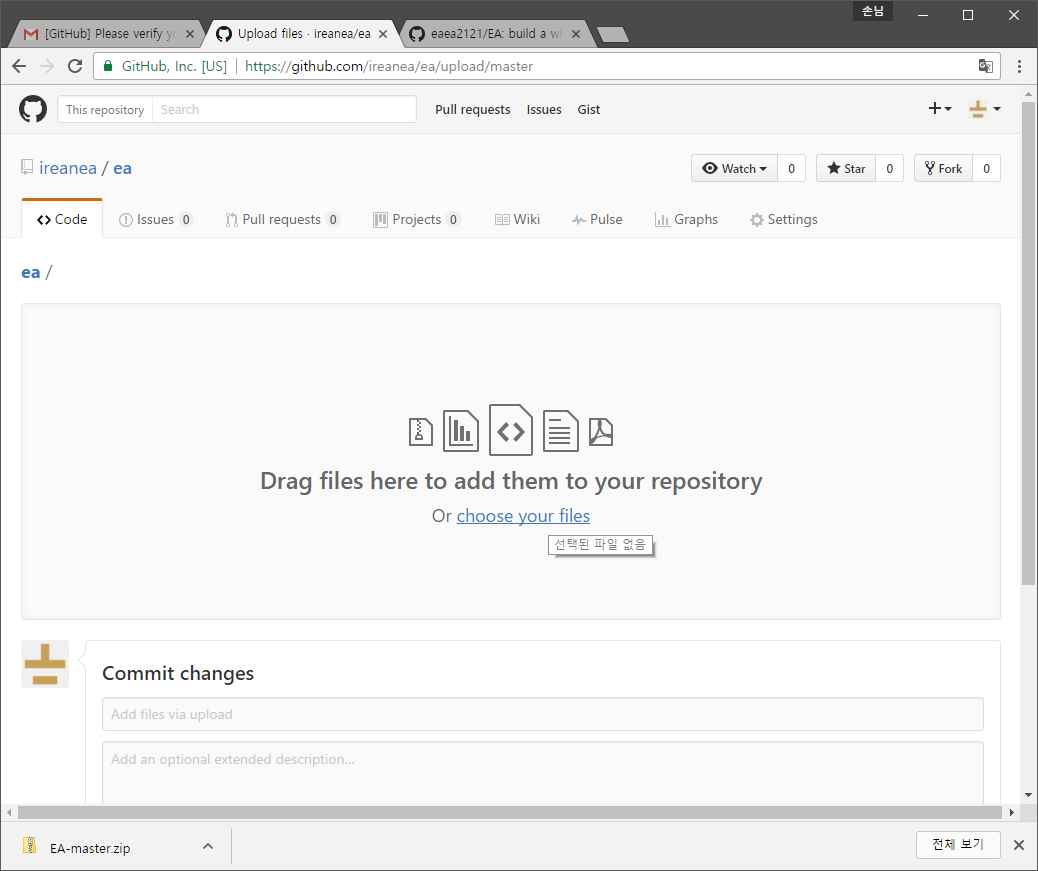 손님
[GitHub] Please verify yo
Upload files · ireanea/ea
eaea2121/EA: build a wh
GitHub, Inc. [US] https://github.com/ireanea/ea/upload/master
This repository Search Pull requests Issues Gist
ireanea / ea
Watch 0 Star 0 Fork 0
Code Issues 0 Pull requests 0 Projects 0 Wiki Pulse Graphs Settings
ea /
Drag files here to add them to your repository
Or choose your files
선택된 파일 없음
Commit changes
Add files via upload
Add an optional extended description...
EA-master.zip 전체 보기